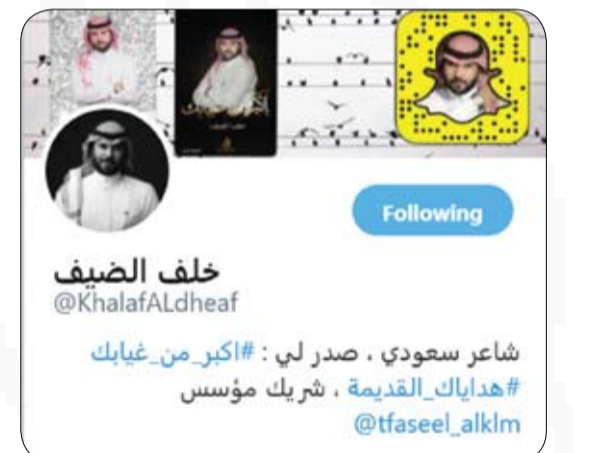 Following
خلف الضيف
@KhalafALdheaf
شاعر سعودي ، صدر لي : #اكبر_من_غيابك
#هداياك_القديمة ، شريك مؤسس
@tfaseel_alklm